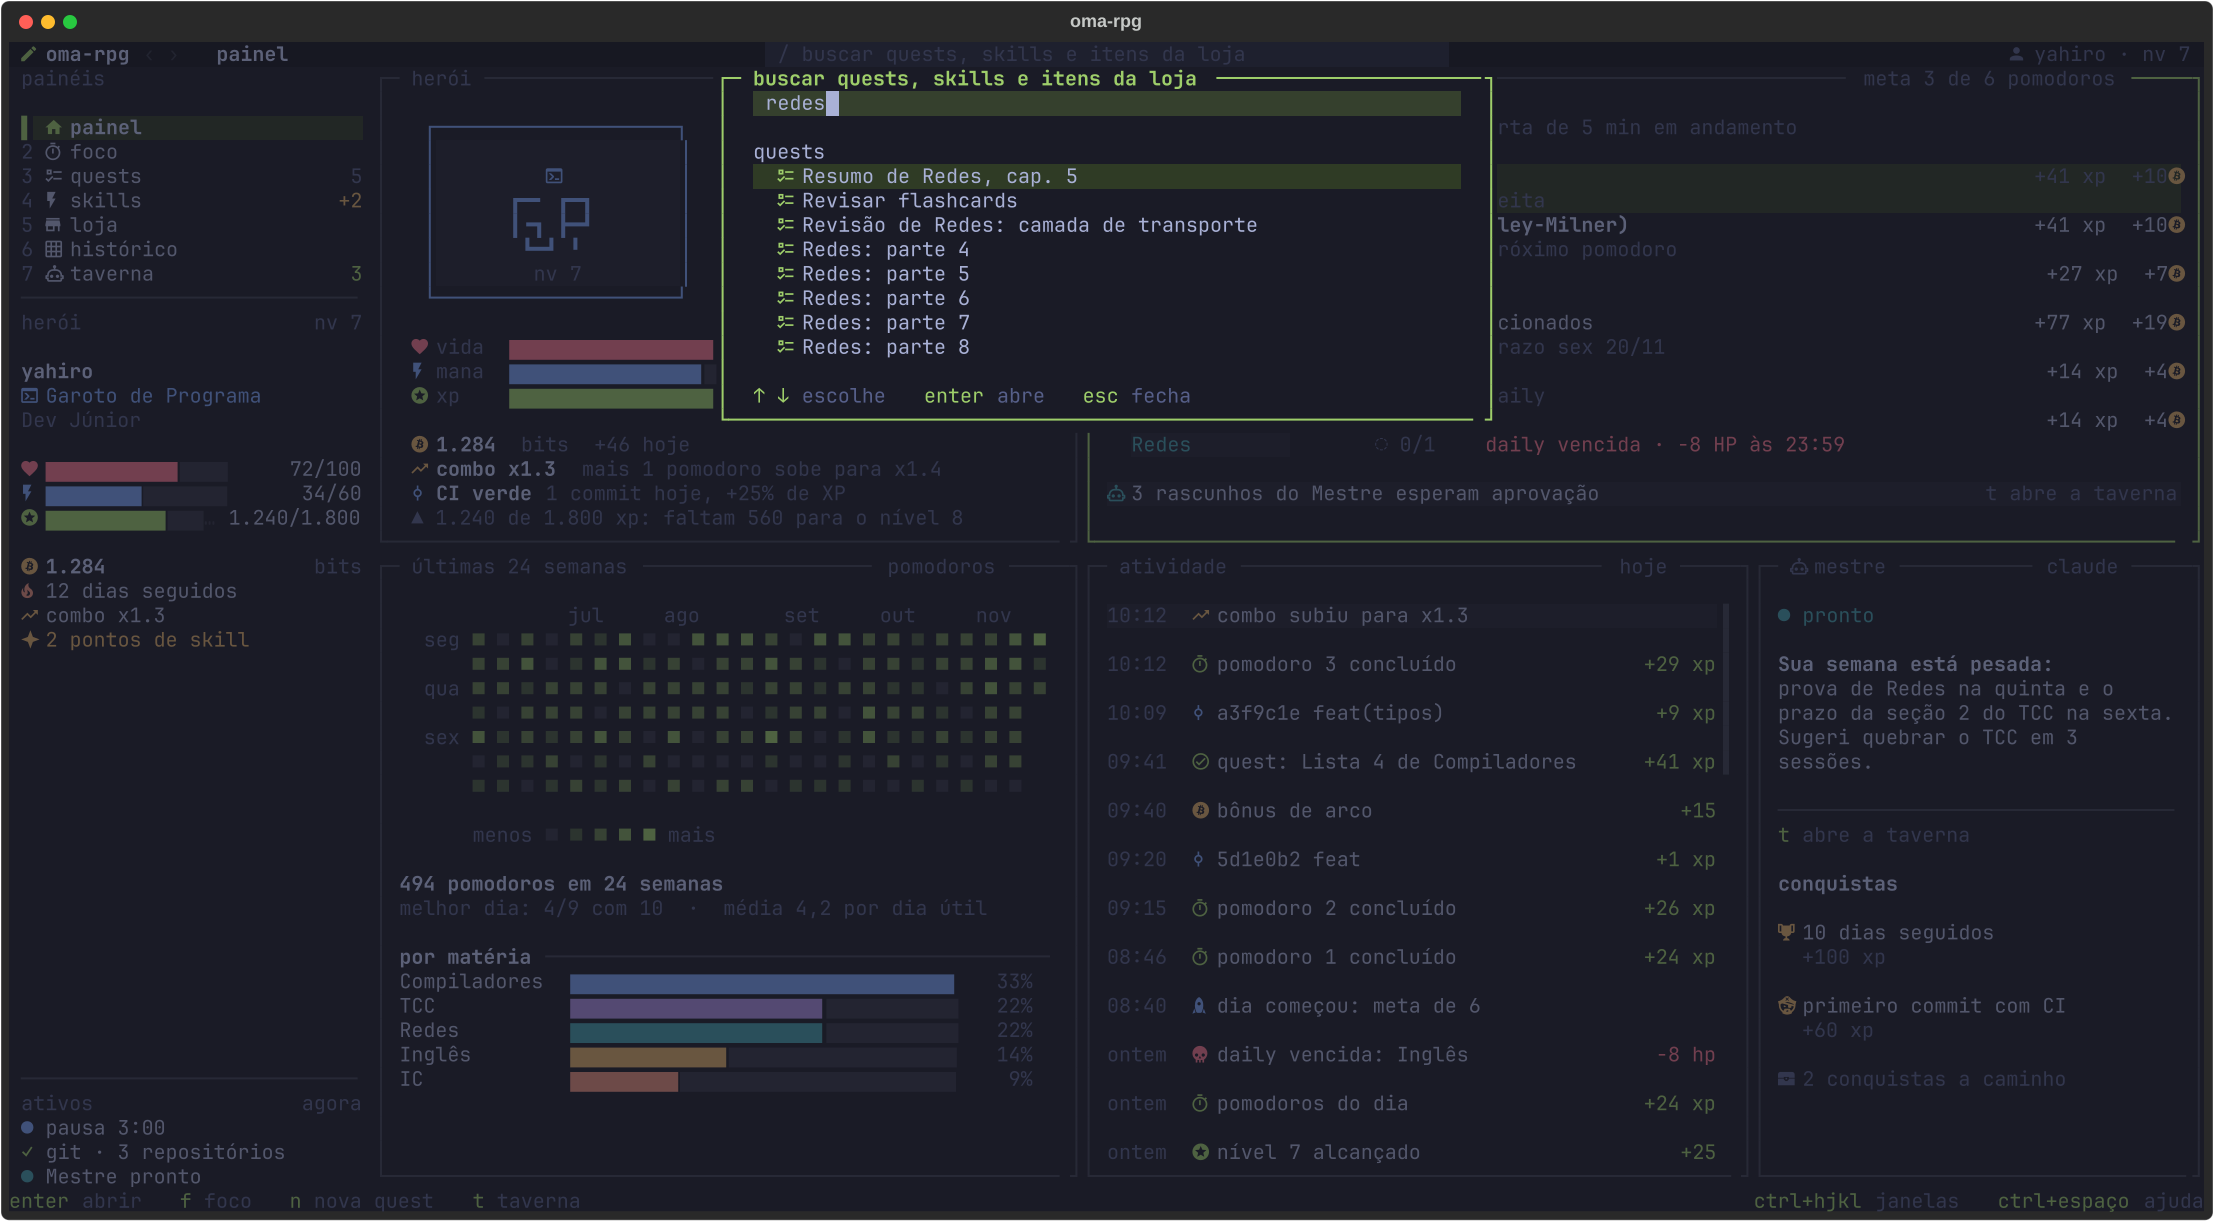 oma-rpg
oma-rpg < > painel / buscar quests, skills e itens da loja yahiro · nv 7
painéis
painel
2 foco
3 quests 5
4 skills +2
5 loja
6 histórico
7 taverna 3
herói nv 7
yahiro
Garoto de Programa
Dev Júnior
72/100
34/60
1.240/1.800
1.284 bits
12 dias seguidos
combo x1.3
2 pontos de skill
ativos agora
pausa 3:00
git · 3 repositórios
Mestre pronto
herói
GP
nv 7
vida
mana
xp
1.284 bits +46 hoje
combo x1.3 mais 1 pomodoro sobe para x1.4
CI verde 1 commit hoje, +25% de XP
1.240 de 1.800 xp: faltam 560 para o nível 8
buscar quests, skills e itens da loja
redes
quests
Resumo de Redes, cap. 5
Revisar flashcards
Revisão de Redes: camada de transporte
Redes: parte 4
Redes: parte 5
Redes: parte 6
Redes: parte 7
Redes: parte 8
↑ ↓ escolhe enter abre esc fecha
meta 3 de 6 pomodoros
rta de 5 min em andamento
+41 xp +10
eita
ley-Milner) +41 xp +10
róximo pomodoro
+27 xp +7
cionados +77 xp +19
razo sex 20/11
+14 xp +4
aily
+14 xp +4
Redes 0/1 daily vencida · -8 HP às 23:59
3 rascunhos do Mestre esperam aprovação t abre a taverna
últimas 24 semanas pomodoros
jul ago set out nov
seg
qua
sex
menos mais
494 pomodoros em 24 semanas
melhor dia: 4/9 com 10 · média 4,2 por dia útil
por matéria
Compiladores 33%
TCC 22%
Redes 22%
Inglês 14%
IC 9%
atividade hoje
10:12 combo subiu para x1.3
10:12 pomodoro 3 concluído +29 xp
10:09 a3f9c1e feat(tipos) +9 xp
09:41 quest: Lista 4 de Compiladores +41 xp
09:40 bônus de arco +15
09:20 5d1e0b2 feat +1 xp
09:15 pomodoro 2 concluído +26 xp
08:46 pomodoro 1 concluído +24 xp
08:40 dia começou: meta de 6
ontem daily vencida: Inglês -8 hp
ontem pomodoros do dia +24 xp
ontem nível 7 alcançado +25
mestre claude
pronto
Sua semana está pesada:
prova de Redes na quinta e o
prazo da seção 2 do TCC na sexta.
Sugeri quebrar o TCC em 3
sessões.
t abre a taverna
conquistas
10 dias seguidos
+100 xp
primeiro commit com CI
+60 xp
2 conquistas a caminho
enter abrir f foco n nova quest t taverna ctrl+hjkl janelas ctrl+espaço ajuda